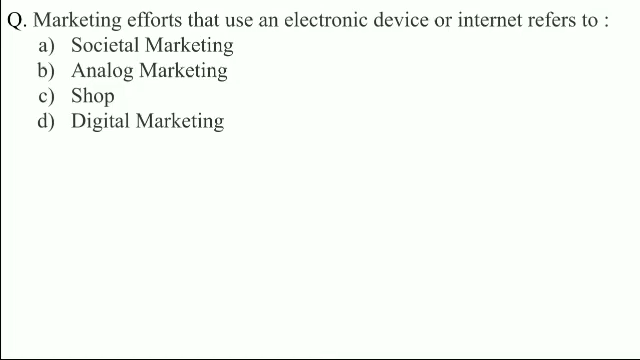 Q. Marketing efforts that use an electronic device or internet refers to :
a) Societal Marketing
b) Analog Marketing
c) Shop
d) Digital Marketing